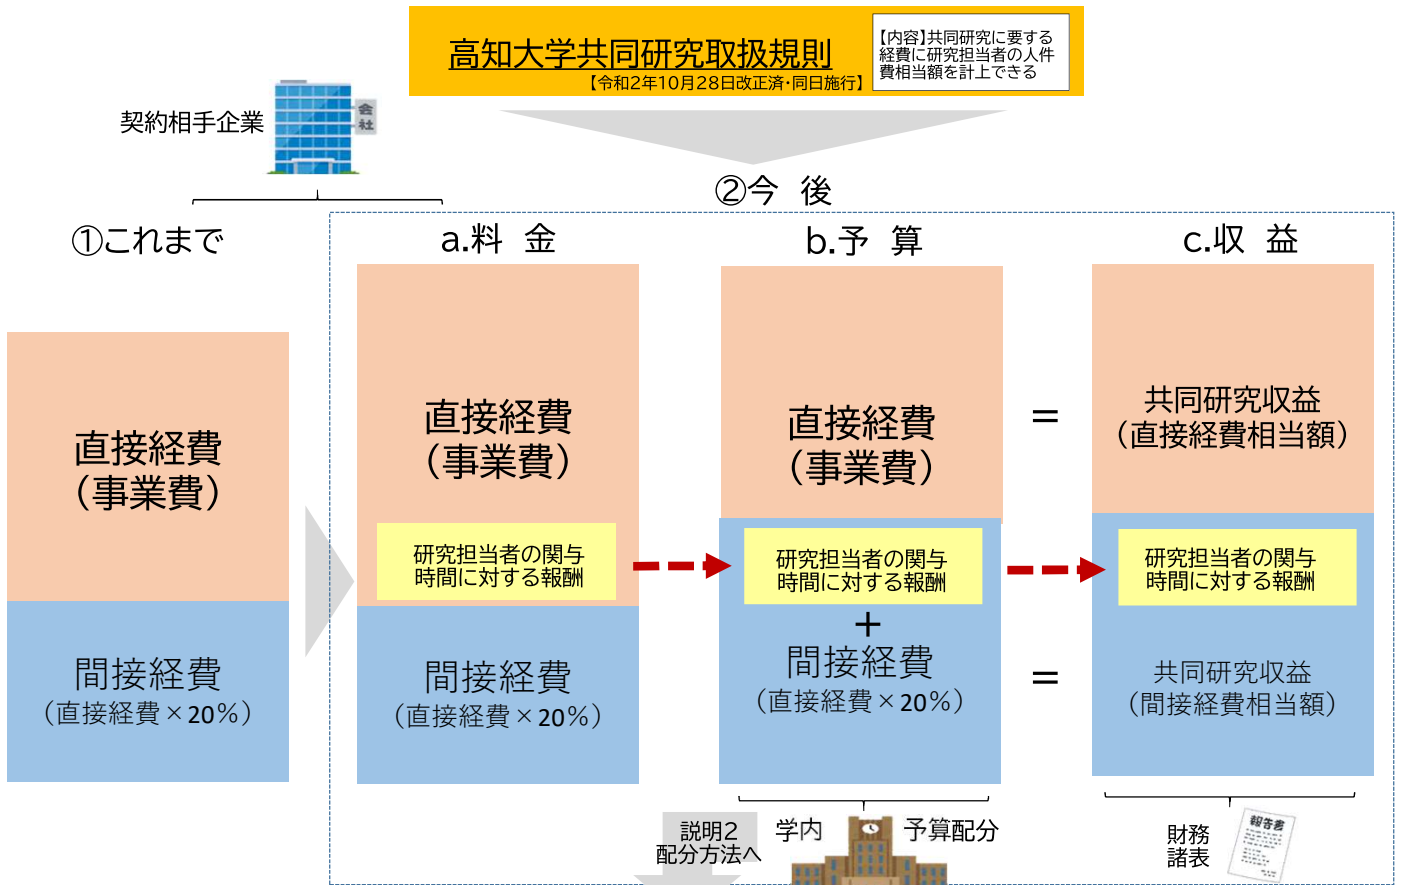 高知大学共同研究取扱規則
【令和2年10月28日改正済・同日施行】
【内容】共同研究に要する
経費に研究担当者の人件
費相当額を計上できる
契約相手企業
会
社
②今 後
①これまで
直接経費
（事業費）
間接経費
（直接経費×20%）
a.料 金
直接経費
（事業費）
研究担当者の関与
時間に対する報酬
間接経費
（直接経費×20%）
b.予 算
直接経費
（事業費）
研究担当者の関与
時間に対する報酬
+
間接経費
（直接経費×20%）
=
=
c.収 益
共同研究収益
（直接経費相当額）
研究担当者の関与
時間に対する報酬
共同研究収益
（間接経費相当額）
説明2
配分方法へ
学内
予算配分
財務
諸表
報告書